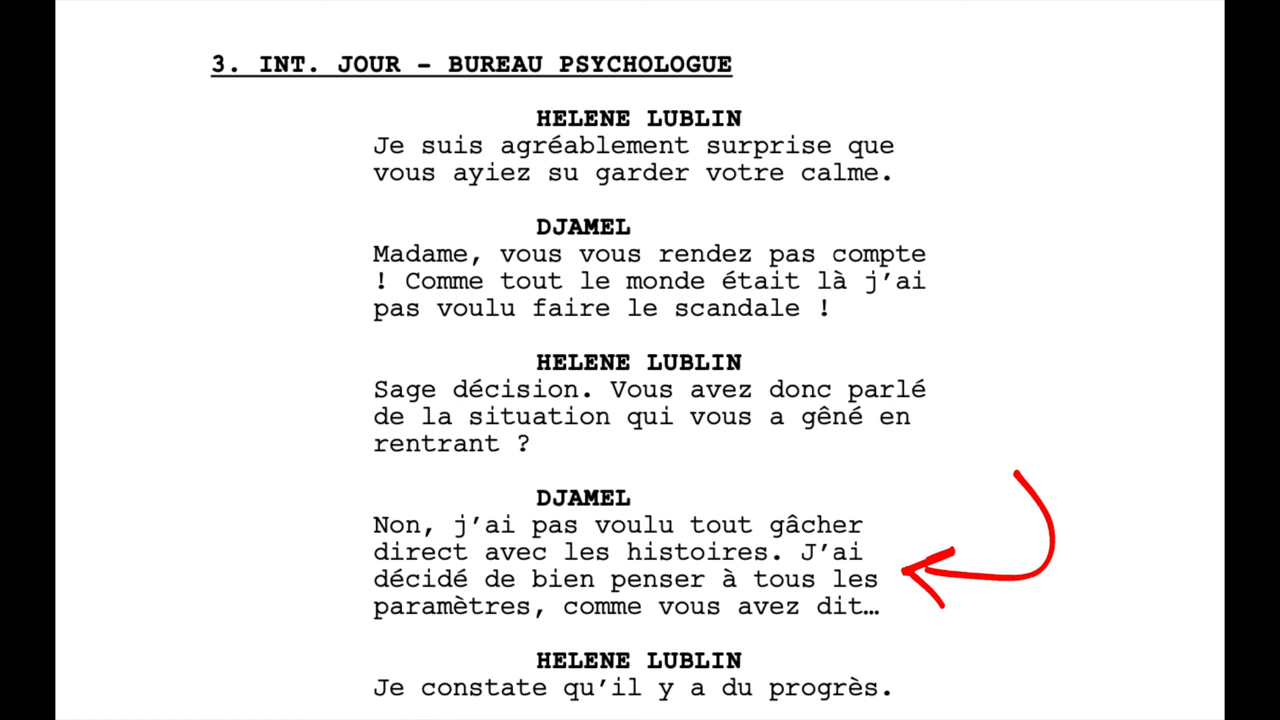 3. INT. JOUR – BUREAU PSYCHOLOGUE
HELENE LUBLIN
Je suis agréablement surprise que
vous ayiez su garder votre calme.
DJAMEL
Madame, vous vous rendez pas compte
! Comme tout le monde était là j’ai
pas voulu faire le scandale !
HELENE LUBLIN
Sage décision. Vous avez donc parlé
de la situation qui vous a gêné en
rentrant ?
DJAMEL
Non, j’ai pas voulu tout gâcher
direct avec les histoires. J’ai
décidé de bien penser à tous les
paramètres, comme vous avez dit…
HELENE LUBLIN
Je constate qu’il y a du progrès.